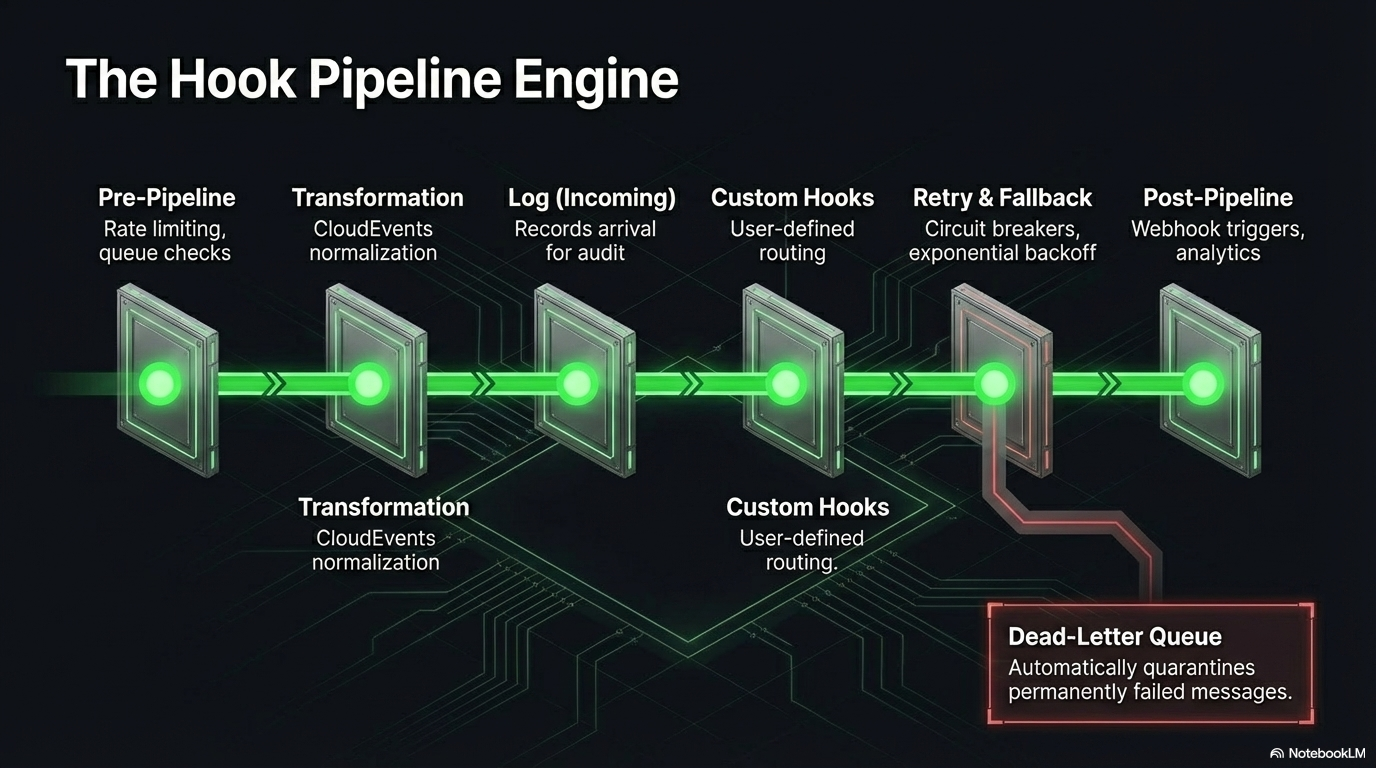 The Hook Pipeline Engine
Pre-Pipeline
Rate limiting,
queue checks
Transformation
CloudEvents
normalization
Log (Incoming)
Records arrival
for audit
Custom Hooks
User-defined
routing
Retry & Fallback
Circuit breakers,
exponential backoff
Post-Pipeline
Webhook triggers,
analytics
Transformation
CloudEvents
normalization
Custom Hooks
User-defined
routing.
Dead-Letter Queue
Automatically quarantines
permanently failed messages.
NotebookLM